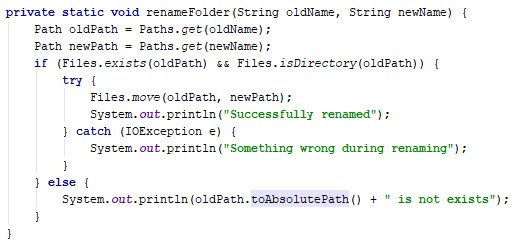 private static void renameFolder(String oldName, String newName) {
    Path oldPath = Paths.get(oldName);
    Path newPath = Paths.get(newName);
    if (Files.exists(oldPath) && Files.isDirectory(oldPath)) {
        try {
            Files.move(oldPath, newPath);
            System.out.println("Successfully renamed");
        } catch (IOException e) {
            System.out.println("Something wrong during renaming");
        }
    } else {
        System.out.println(oldPath.toAbsolutePath() + " is not exists");
    }
}